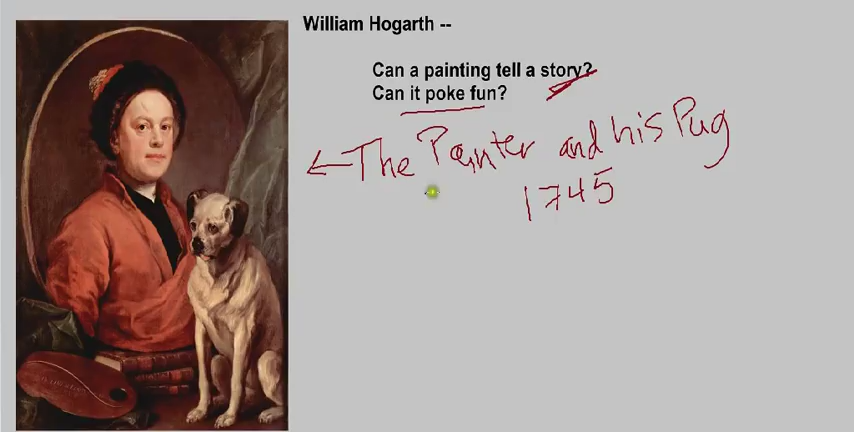 William Hogarth --
Can a painting tell a story?
Can it poke fun?
The Painter and his Pug
1745